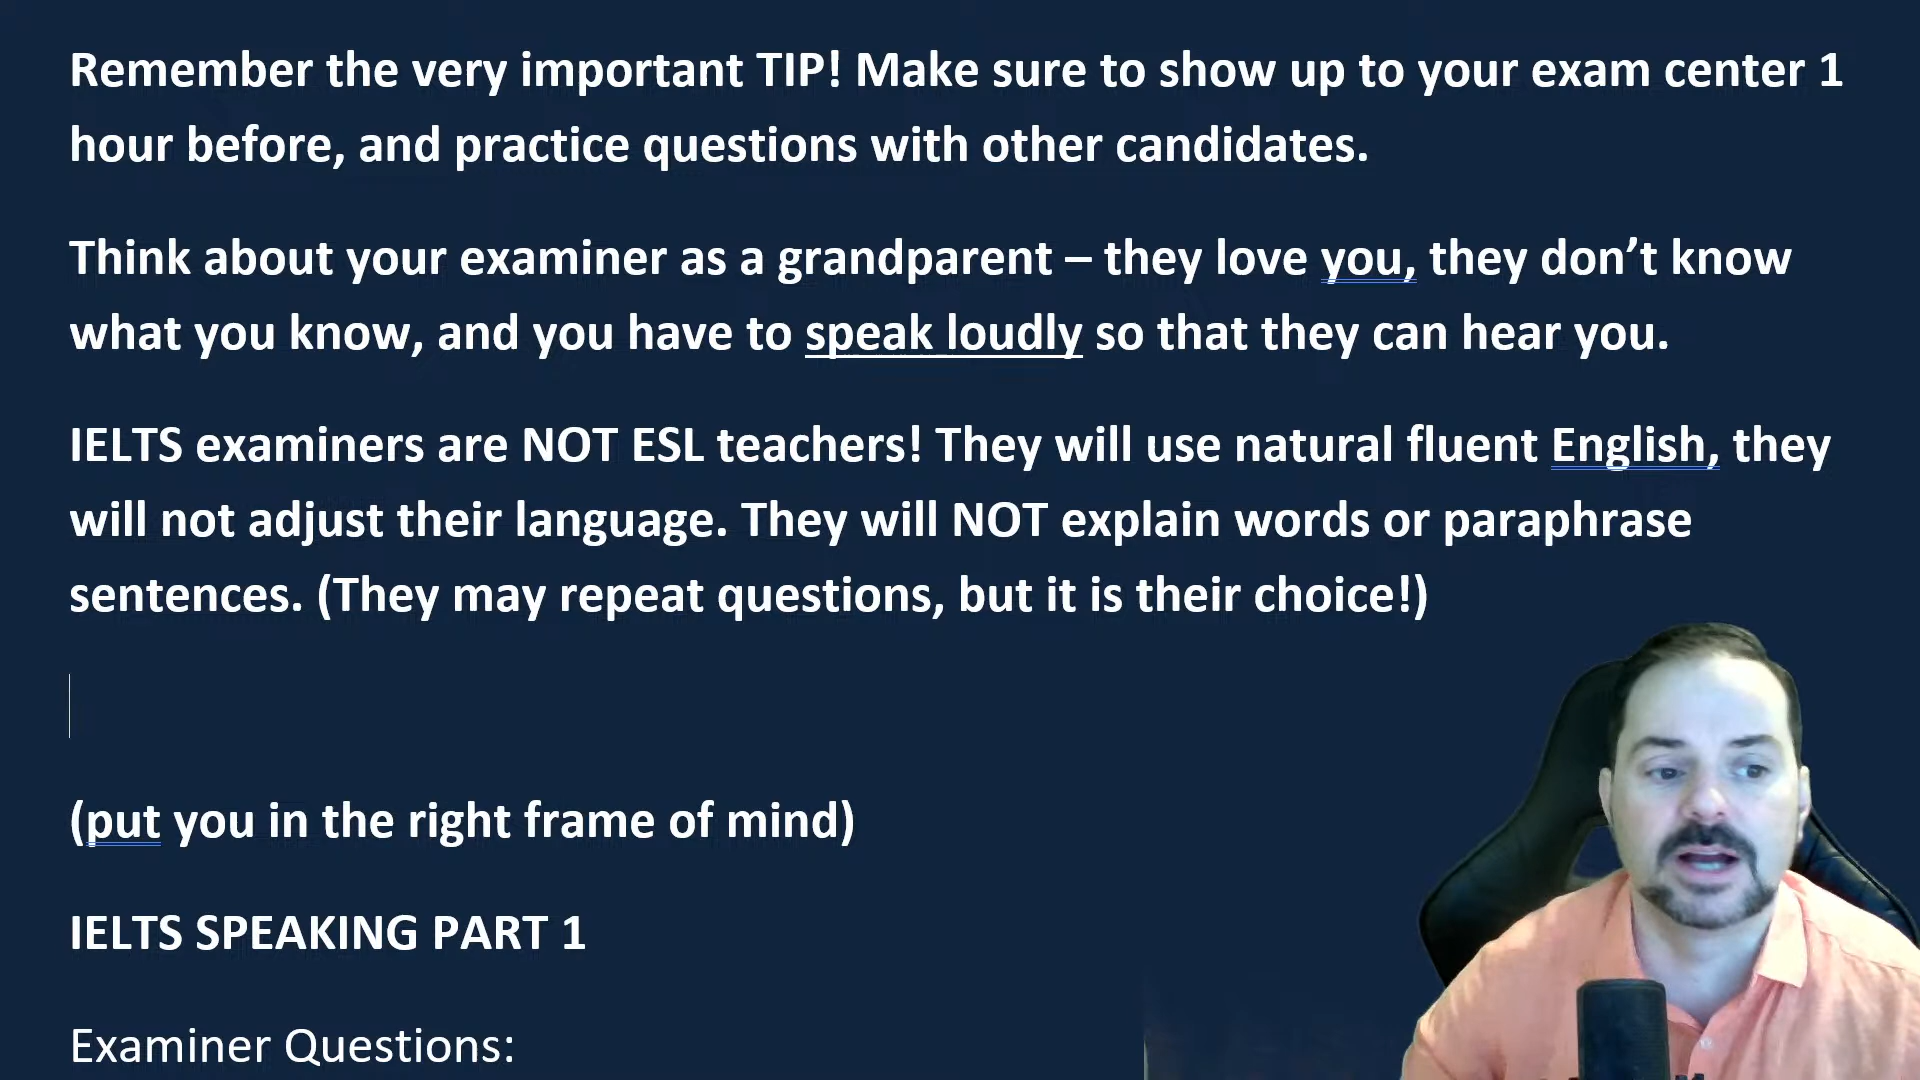 Remember the very important TIP! Make sure to show up to your exam center 1
hour before, and practice questions with other candidates.
Think about your examiner as a grandparent – they love you, they don’t know
what you know, and you have to speak loudly so that they can hear you.
IELTS examiners are NOT ESL teachers! They will use natural fluent English, they
will not adjust their language. They will NOT explain words or paraphrase
sentences. (They may repeat questions, but it is their choice!)
(put you in the right frame of mind)
IELTS SPEAKING PART 1
Examiner Questions: